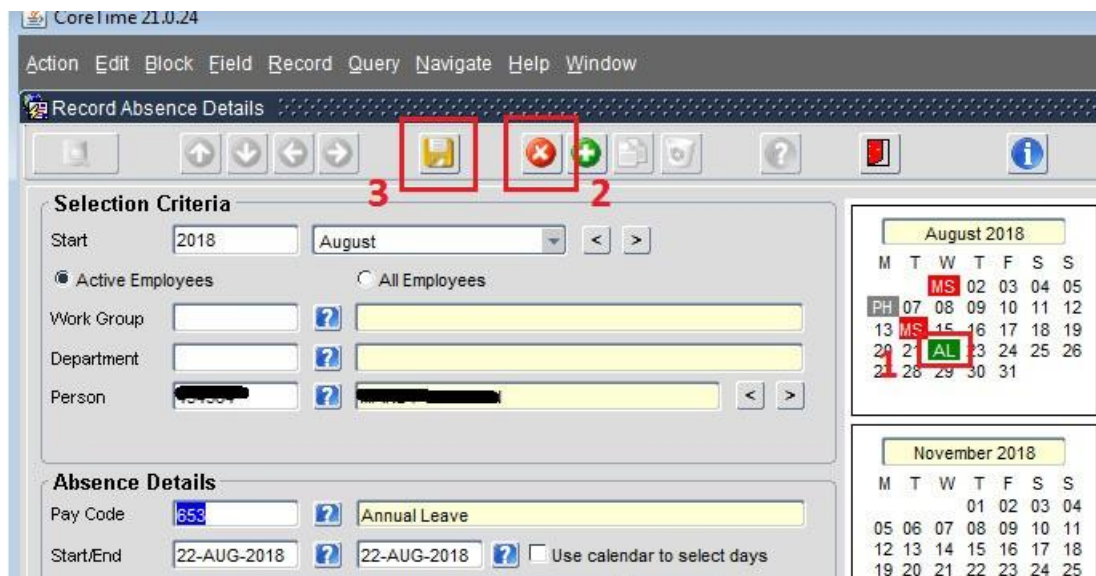 CoreTime 21.0.24
Action Edit Block Field Record Query Navigate Help Window
Record Absence Details
3 2
Selection Criteria
Start 2018 August < >
Active Employees All Employees
Work Group
Department
Person < >
Absence Details
Pay Code 653 Annual Leave
Start/End 22-AUG-2018 22-AUG-2018 Use calendar to select days
August 2018
M T W T F S S
MS 02 03 04 05
PH 07 08 09 10 11 12
13 MS 15 16 17 18 19
20 21 AL 23 24 25 26
1
27 28 29 30 31
November 2018
M T W T F S S
01 02 03 04
05 06 07 08 09 10 11
12 13 14 15 16 17 18
19 20 21 22 23 24 25